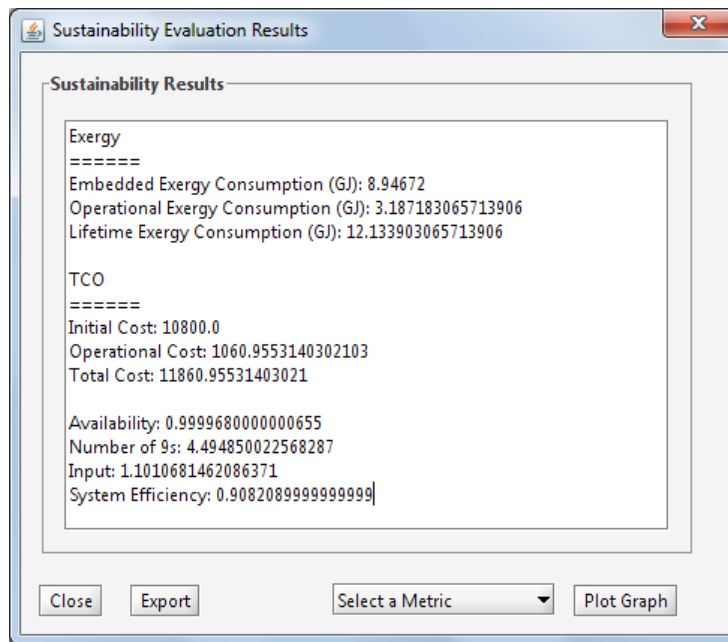 Sustainability Evaluation Results
Sustainability Results
Exergy
======
Embedded Exergy Consumption (GJ): 8.94672
Operational Exergy Consumption (GJ): 3.187183065713906
Lifetime Exergy Consumption (GJ): 12.133903065713906
TCO
======
Initial Cost: 10800.0
Operational Cost: 1060.9553140302103
Total Cost: 11860.95531403021
Availability: 0.9999680000000655
Number of 9s: 4.494850022568287
Input: 1.1010681462086371
System Efficiency: 0.9082089999999999
Close Export Select a Metric Plot Graph